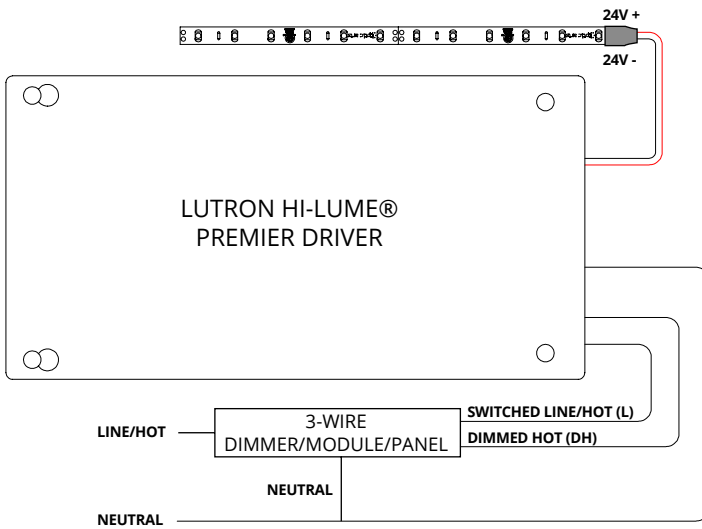 24V +
24V -
LUTRON HI-LUME®
PREMIER DRIVER
3-WIRE
DIMMER/MODULE/PANEL
LINE/HOT
SWITCHED LINE/HOT (L)
DIMMED HOT (DH)
NEUTRAL
NEUTRAL